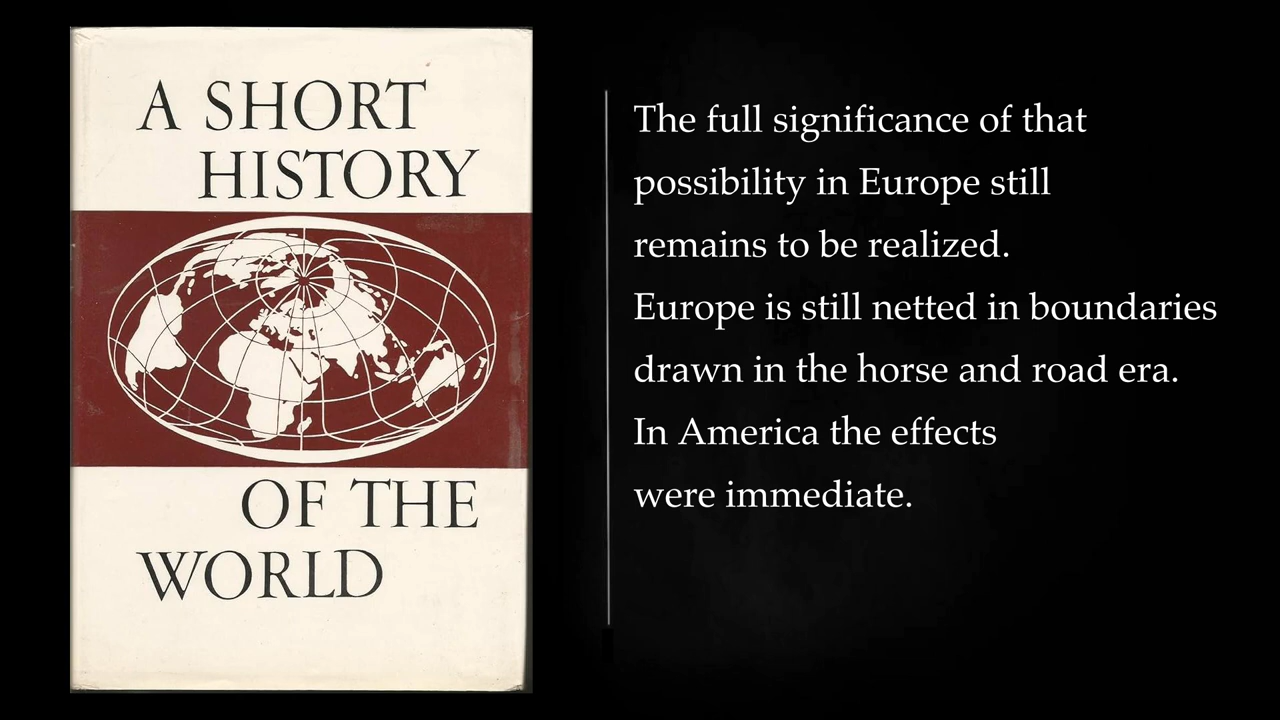 A SHORT
HISTORY
OF THE
WORLD
The full significance of that
possibility in Europe still
remains to be realized.
Europe is still netted in boundaries
drawn in the horse and road era.
In America the effects
were immediate.